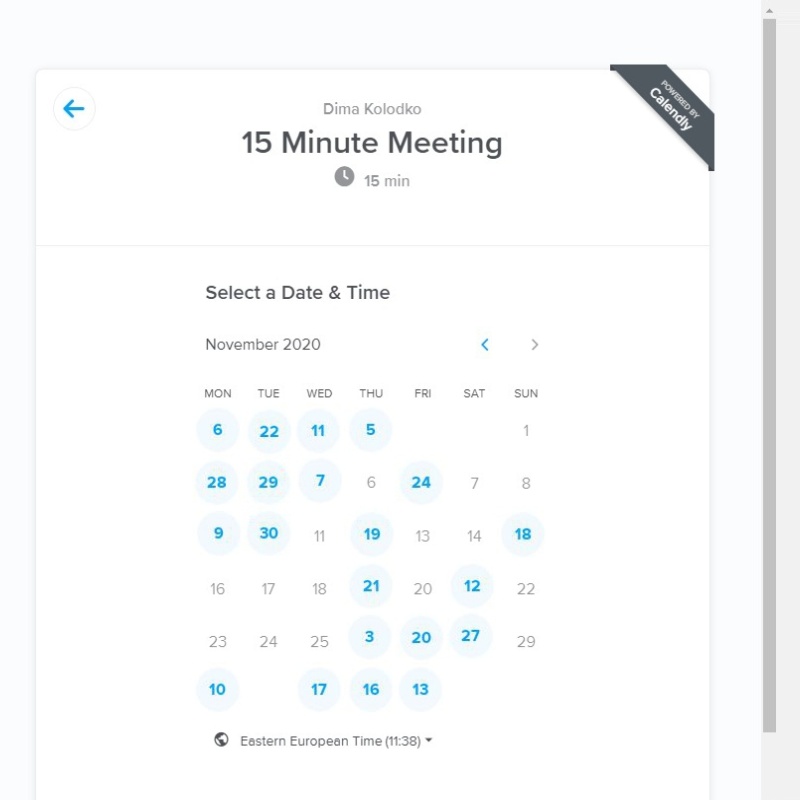 POWERED BY
Calendly
Dima Kolodko
15 Minute Meeting
15 min
Select a Date & Time
November 2020
MON TUE WED THU FRI SAT SUN
6 22 11 5 1
28 29 7 6 24 7 8
9 30 11 19 13 14 18
16 17 18 21 20 12 22
23 24 25 3 20 27 29
10 17 16 13
Eastern European Time (11:38)